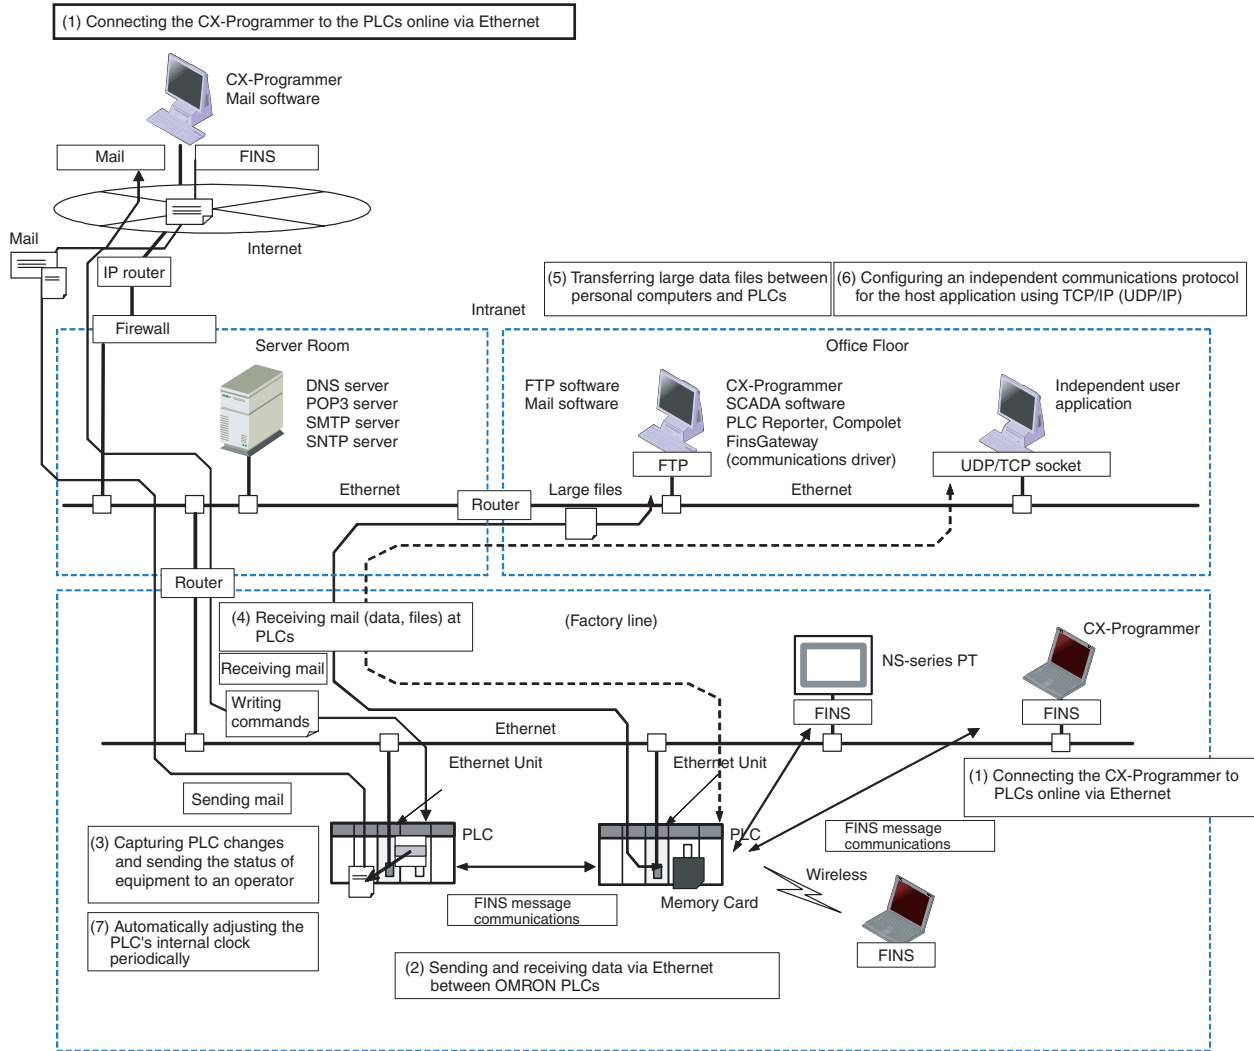 (1) Connecting the CX-Programmer to the PLCs online via Ethernet
CX-Programmer
Mail software
Mail
FINS
Mail
Internet
IP router
(5) Transferring large data files between
personal computers and PLCs
(6) Configuring an independent communications protocol
for the host application using TCP/IP (UDP/IP)
Intranet
Firewall
Server Room
Office Floor
DNS server
POP3 server
SMTP server
SNTP server
FTP software
Mail software
CX-Programmer
SCADA software
PLC Reporter, Compolet
FinsGateway
(communications driver)
Independent user
application
FTP
UDP/TCP socket
Ethernet
Router
Large files
Ethernet
Router
(4) Receiving mail (data, files) at
PLCs
(Factory line)
CX-Programmer
Receiving mail
NS-series PT
Writing
commands
FINS
FINS
Ethernet
Ethernet Unit
Ethernet Unit
(1) Connecting the CX-Programmer to
PLCs online via Ethernet
Sending mail
PLC
PLC
(3) Capturing PLC changes
and sending the status of
equipment to an operator
FINS message
communications
Wireless
FINS message
communications
Memory Card
(7) Automatically adjusting the
PLC's internal clock
periodically
FINS
(2) Sending and receiving data via Ethernet
between OMRON PLCs